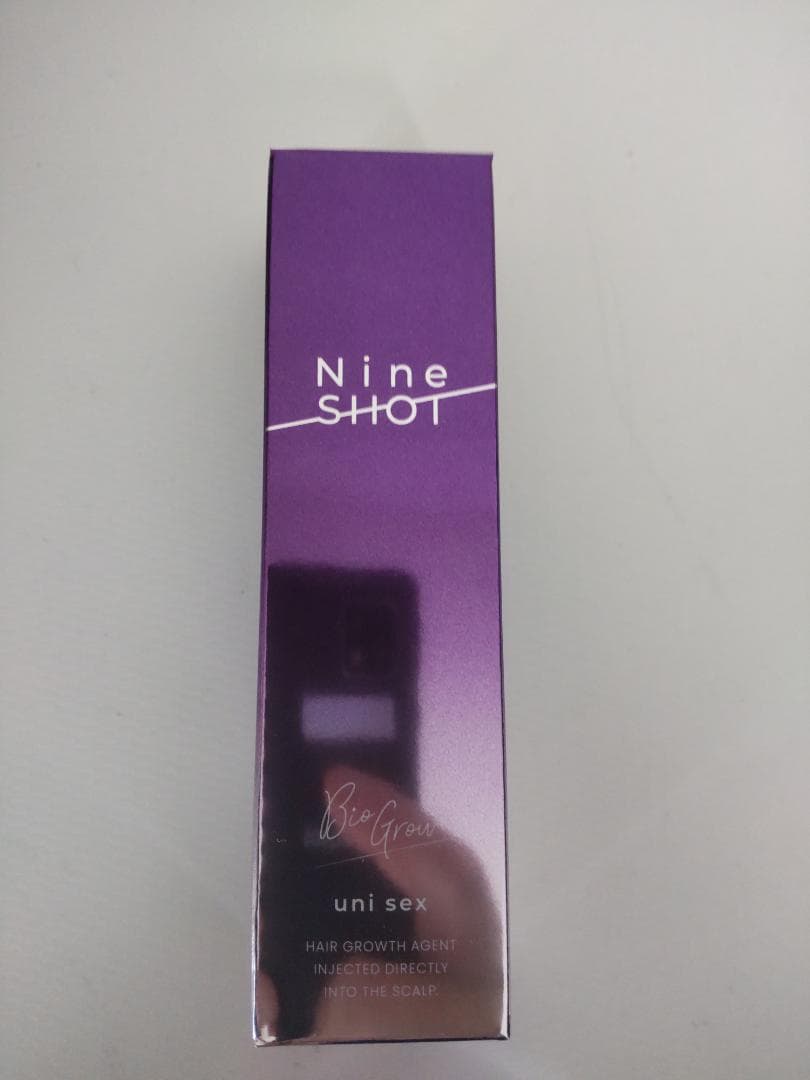 Nine
SHOT
Bio Grow
uni sex
HAIR GROWTH AGENT
INJECTED DIRECTLY
INTO THE SCALP.